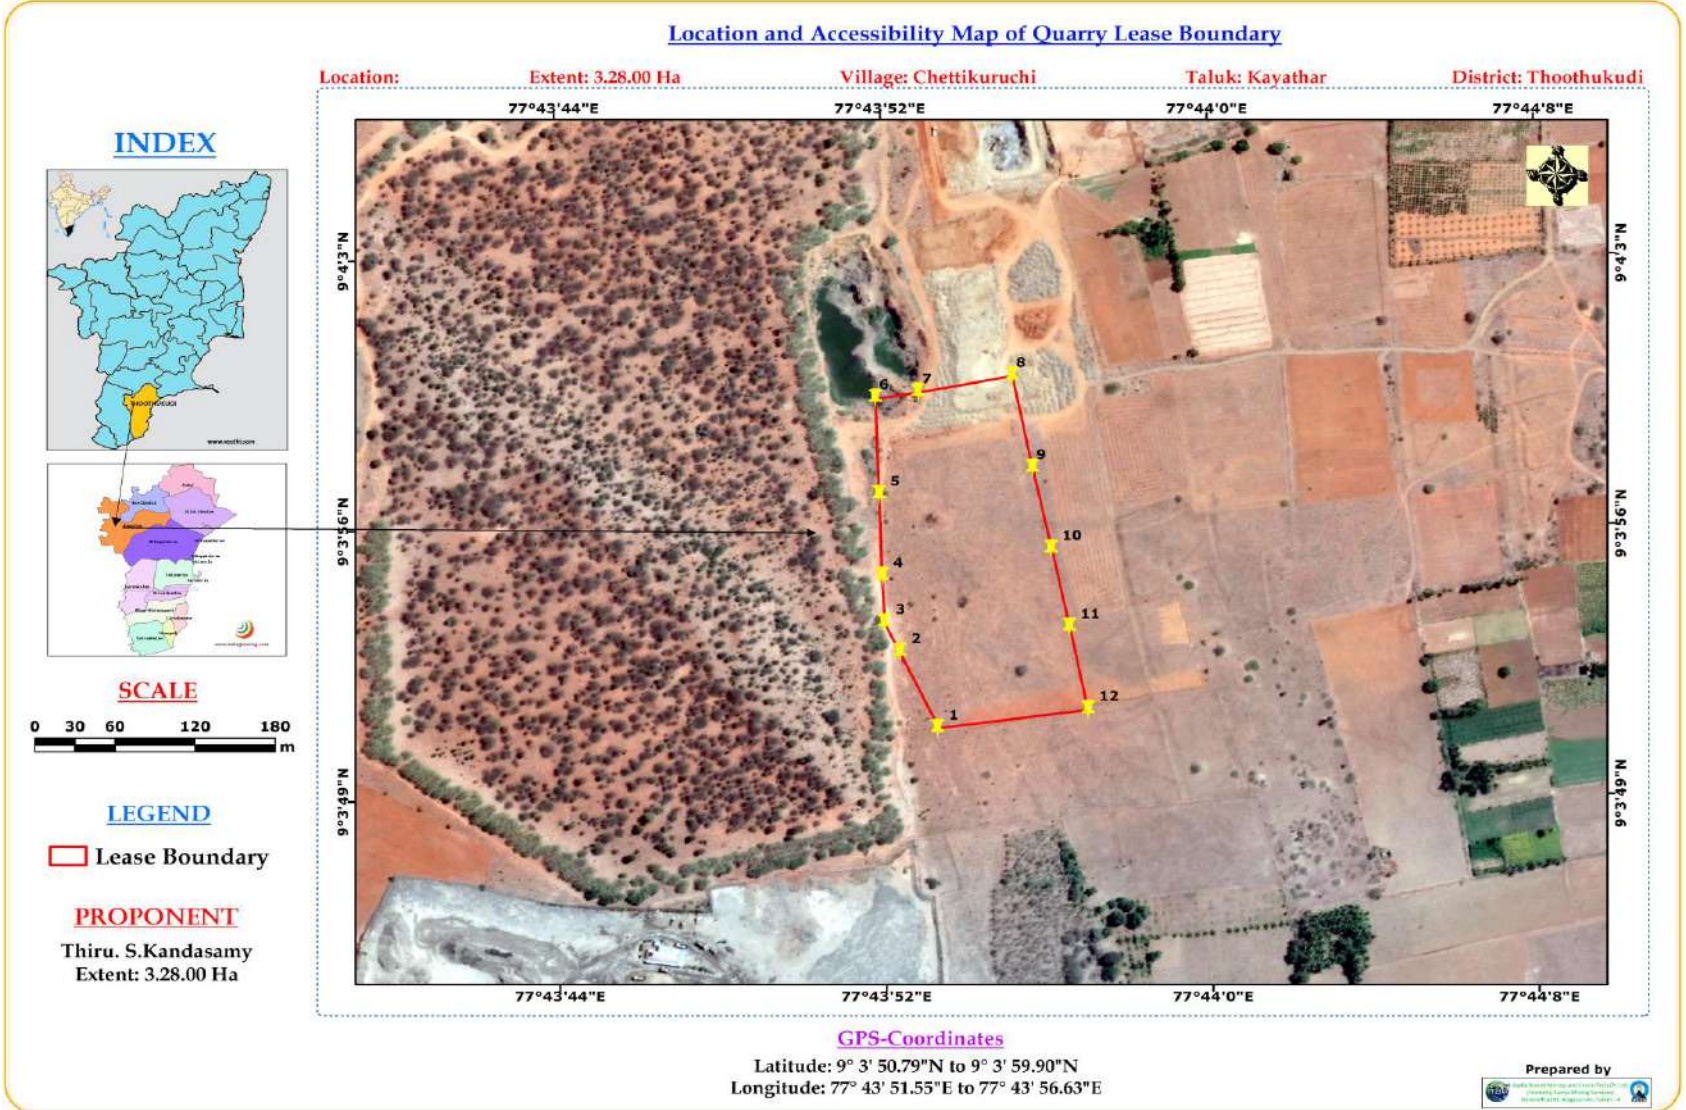 Location and Accessibility Map of Quarry Lease Boundary
Location: Extent: 3.28.00 Ha Village: Chettikuruchi Taluk: Kayathar District: Thoothukudi
77°43'44"E 77°43'52"E 77°44'0"E 77°44'8"E
INDEX
THOOTHUKUDI
9°4'3"N
9°4'3"N
8
7
6
9
5
9°3'56"N
9°3'56"N
10
4
3
11
2
SCALE
12
1
0 30 60 120 180
m
9°3'49"N
9°3'49"N
LEGEND
Lease Boundary
PROPONENT
Thiru. S.Kandasamy
Extent: 3.28.00 Ha
77°43'44"E 77°43'52"E 77°44'0"E 77°44'8"E
GPS-Coordinates
Latitude: 9° 3' 50.79"N to 9° 3' 59.90"N
Longitude: 77° 43' 51.55"E to 77° 43' 56.63"E
Prepared by